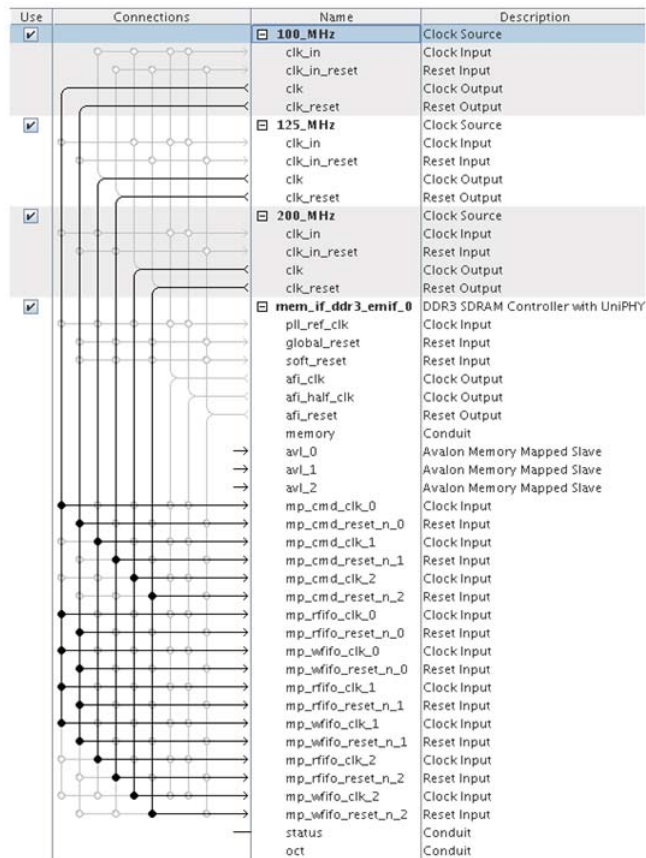 Use Connections Name Description
100_MHz Clock Source
clk_in Clock Input
clk_in_reset Reset Input
clk Clock Output
clk_reset Reset Output
125_MHz Clock Source
clk_in Clock Input
clk_in_reset Reset Input
clk Clock Output
clk_reset Reset Output
200_MHz Clock Source
clk_in Clock Input
clk_in_reset Reset Input
clk Clock Output
clk_reset Reset Output
mem_if_ddr3_emif_0 DDR3 SDRAM Controller with UniPHY
pll_ref_clk Clock Input
global_reset Reset Input
soft_reset Reset Input
afi_clk Clock Output
afi_half_clk Clock Output
afi_reset Reset Output
memory Conduit
avl_0 Avalon Memory Mapped Slave
avl_1 Avalon Memory Mapped Slave
avl_2 Avalon Memory Mapped Slave
mp_cmd_clk_0 Clock Input
mp_cmd_reset_n_0 Reset Input
mp_cmd_clk_1 Clock Input
mp_cmd_reset_n_1 Reset Input
mp_cmd_clk_2 Clock Input
mp_cmd_reset_n_2 Reset Input
mp_rfifo_clk_0 Clock Input
mp_rfifo_reset_n_0 Reset Input
mp_wfifo_clk_0 Clock Input
mp_wfifo_reset_n_0 Reset Input
mp_rfifo_clk_1 Clock Input
mp_rfifo_reset_n_1 Reset Input
mp_wfifo_clk_1 Clock Input
mp_wfifo_reset_n_1 Reset Input
mp_rfifo_clk_2 Clock Input
mp_rfifo_reset_n_2 Reset Input
mp_wfifo_clk_2 Clock Input
mp_wfifo_reset_n_2 Reset Input
status Conduit
oct Conduit